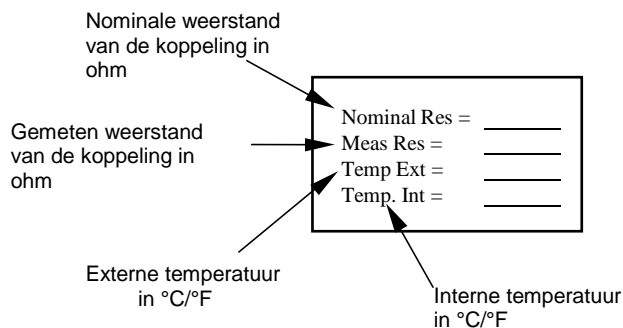 Nominale weerstand
van de koppeling in
ohm
Gemeten weerstand
van de koppeling in
ohm
Nominal Res =
Meas Res =
Temp Ext =
Temp. Int =
Externe temperatuur
in °C/°F
Interne temperatuur
in °C/°F